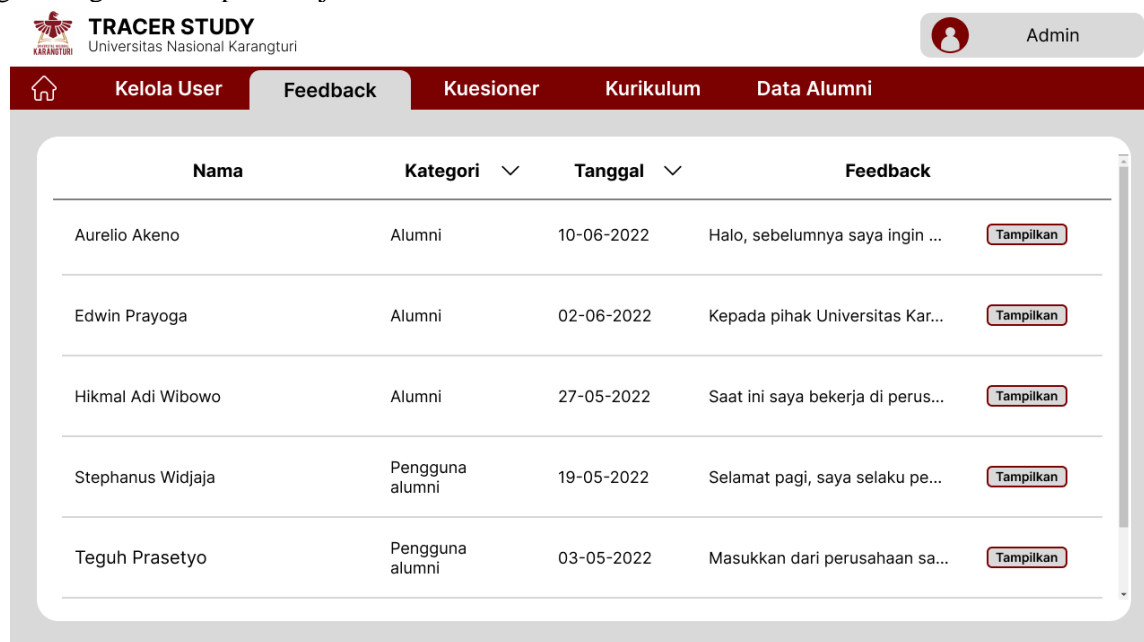 TRACER STUDY
Universitas Nasional Karangturi
KARANGTURI
Admin
Kelola User Feedback Kuesioner Kurikulum Data Alumni
Nama Kategori Tanggal Feedback
Aurelio Akeno Alumni 10-06-2022 Halo, sebelumnya saya ingin ... Tampilkan
Edwin Prayoga Alumni 02-06-2022 Kepada pihak Universitas Kar... Tampilkan
Hikmal Adi Wibowo Alumni 27-05-2022 Saat ini saya bekerja di perus... Tampilkan
Stephanus Widjaja Pengguna alumni 19-05-2022 Selamat pagi, saya selaku pe... Tampilkan
Teguh Prasetyo Pengguna alumni 03-05-2022 Masukkan dari perusahaan sa... Tampilkan